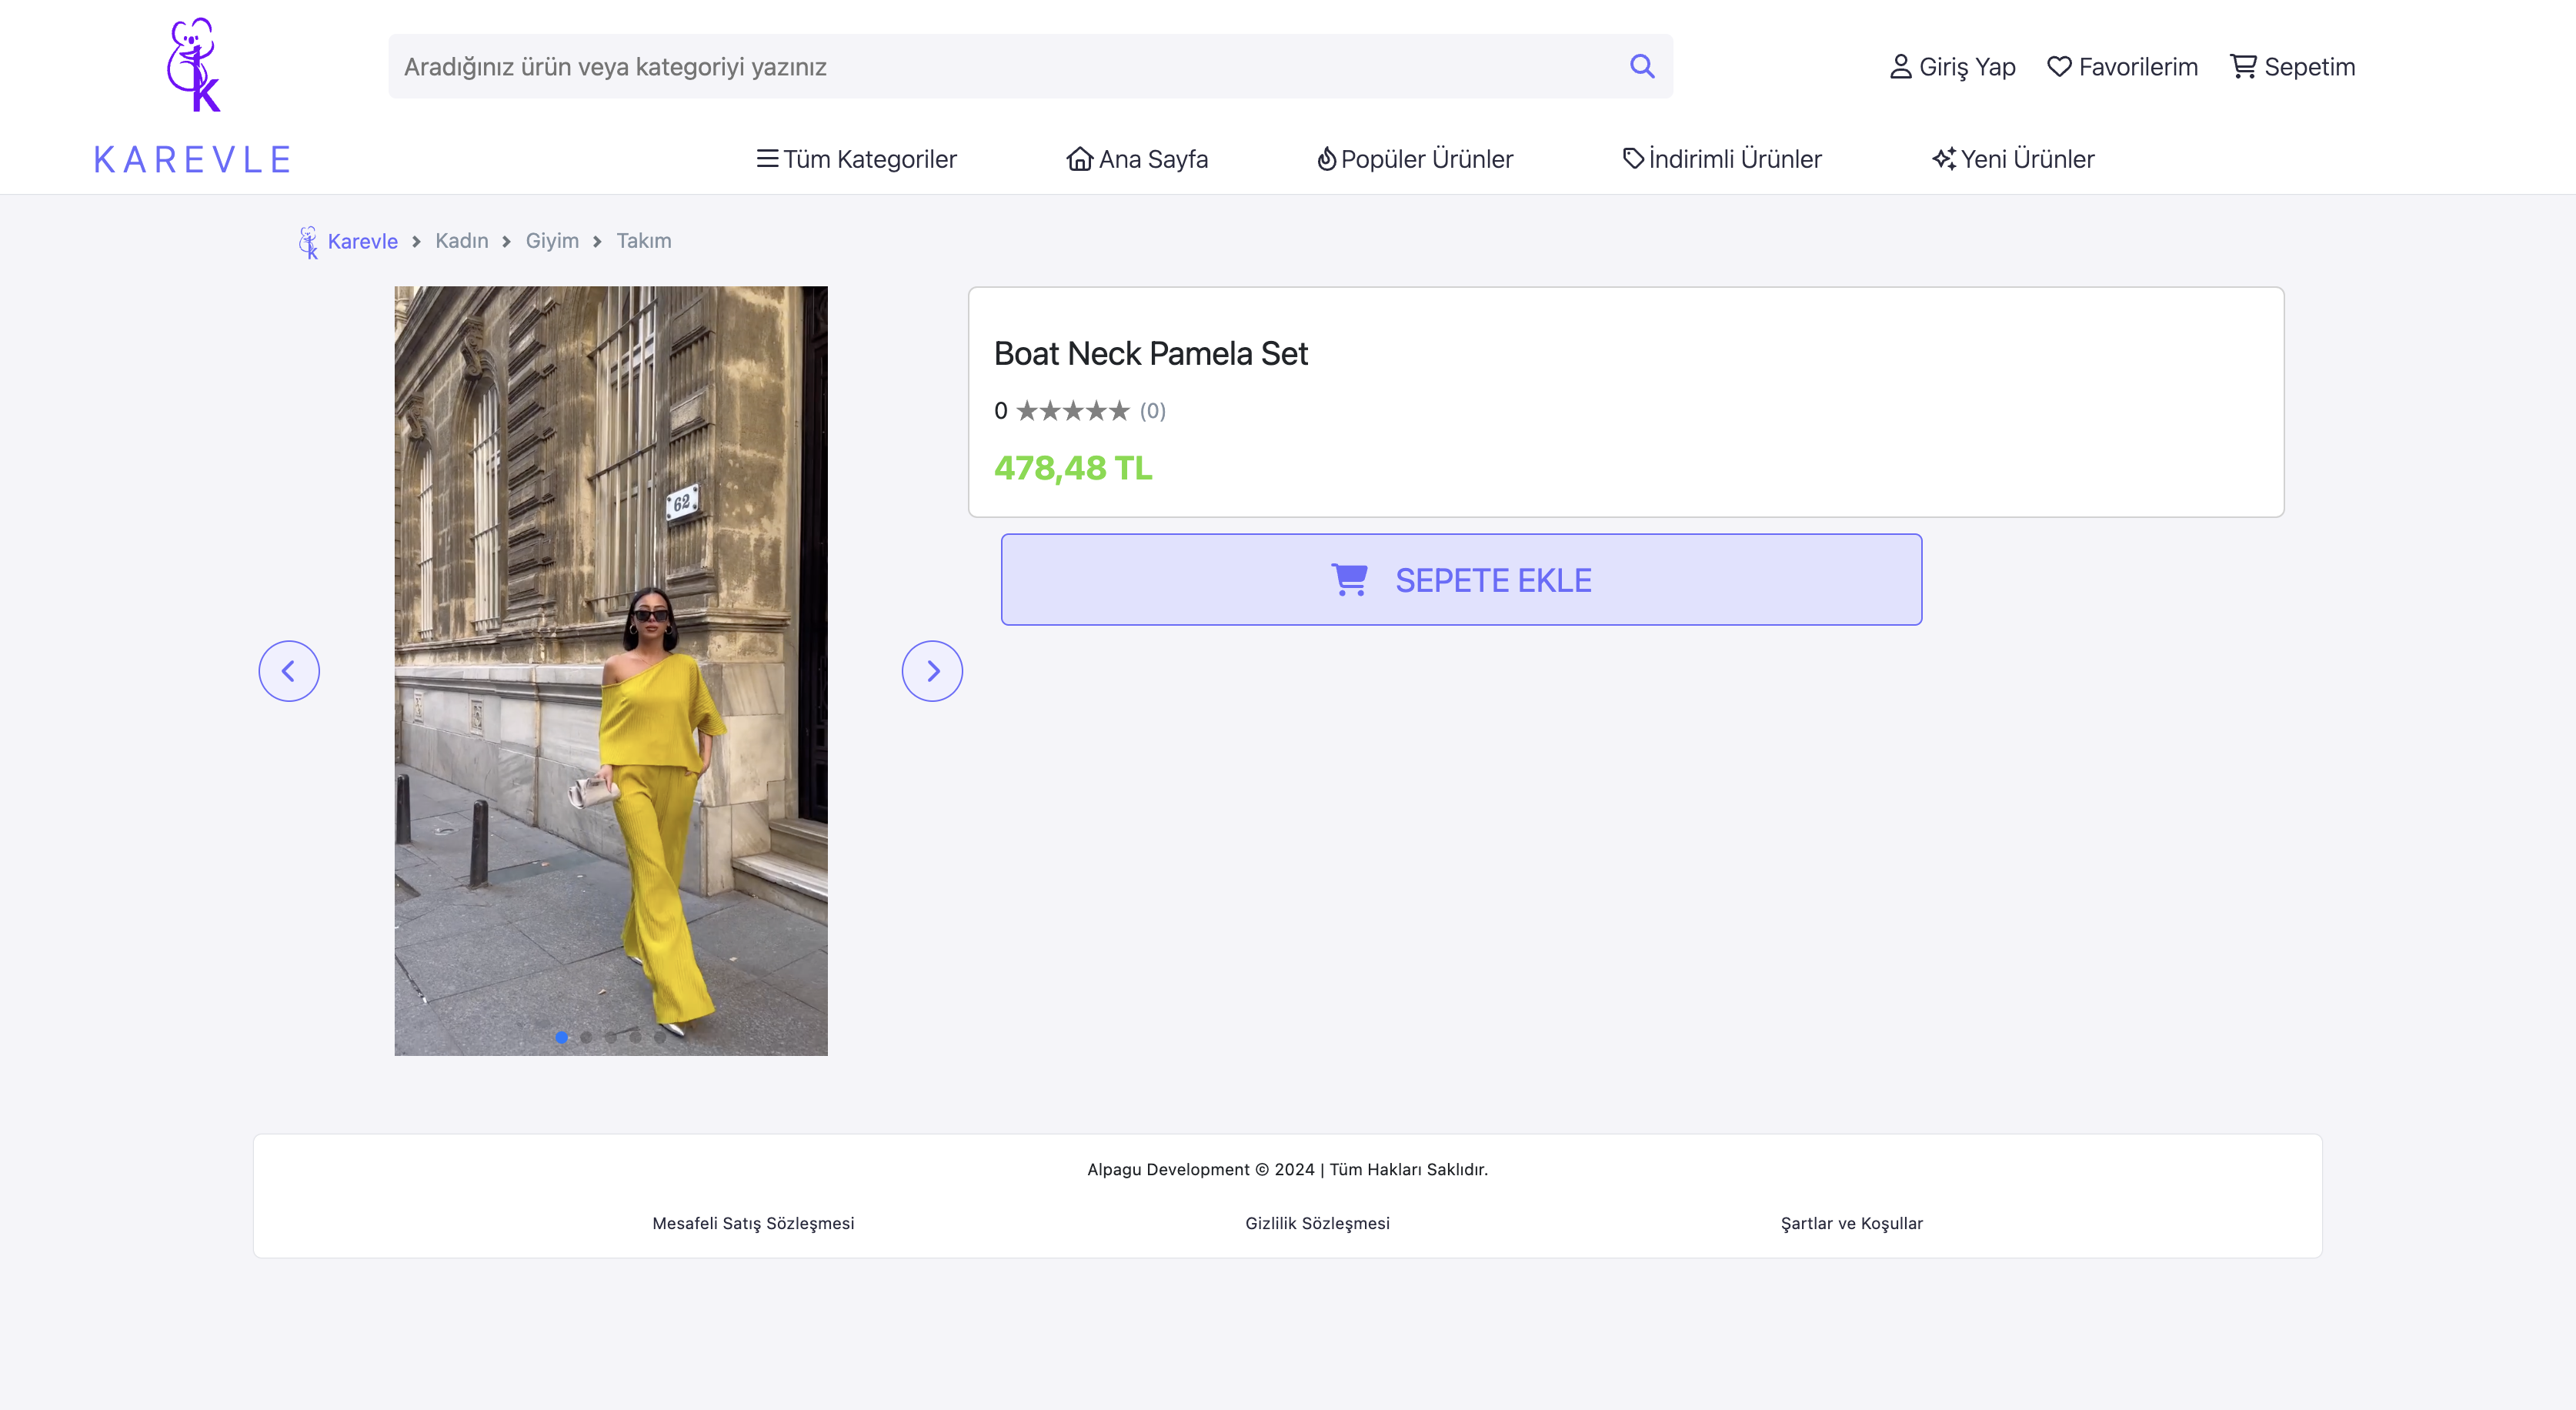 Aradığınız ürün veya kategoriyi yazınız
Giriş Yap
Favorilerim
Sepetim
k
KAREVLE
Tüm Kategoriler
Ana Sayfa
Popüler Ürünler
İndirimli Ürünler
Yeni Ürünler
k Karevle > Kadın > Giyim > Takım
62
Boat Neck Pamela Set
0 ★★★★★ (0)
478,48 TL
SEPETE EKLE
Alpagu Development © 2024 | Tüm Hakları Saklıdır.
Mesafeli Satış Sözleşmesi
Gizlilik Sözleşmesi
Şartlar ve Koşullar